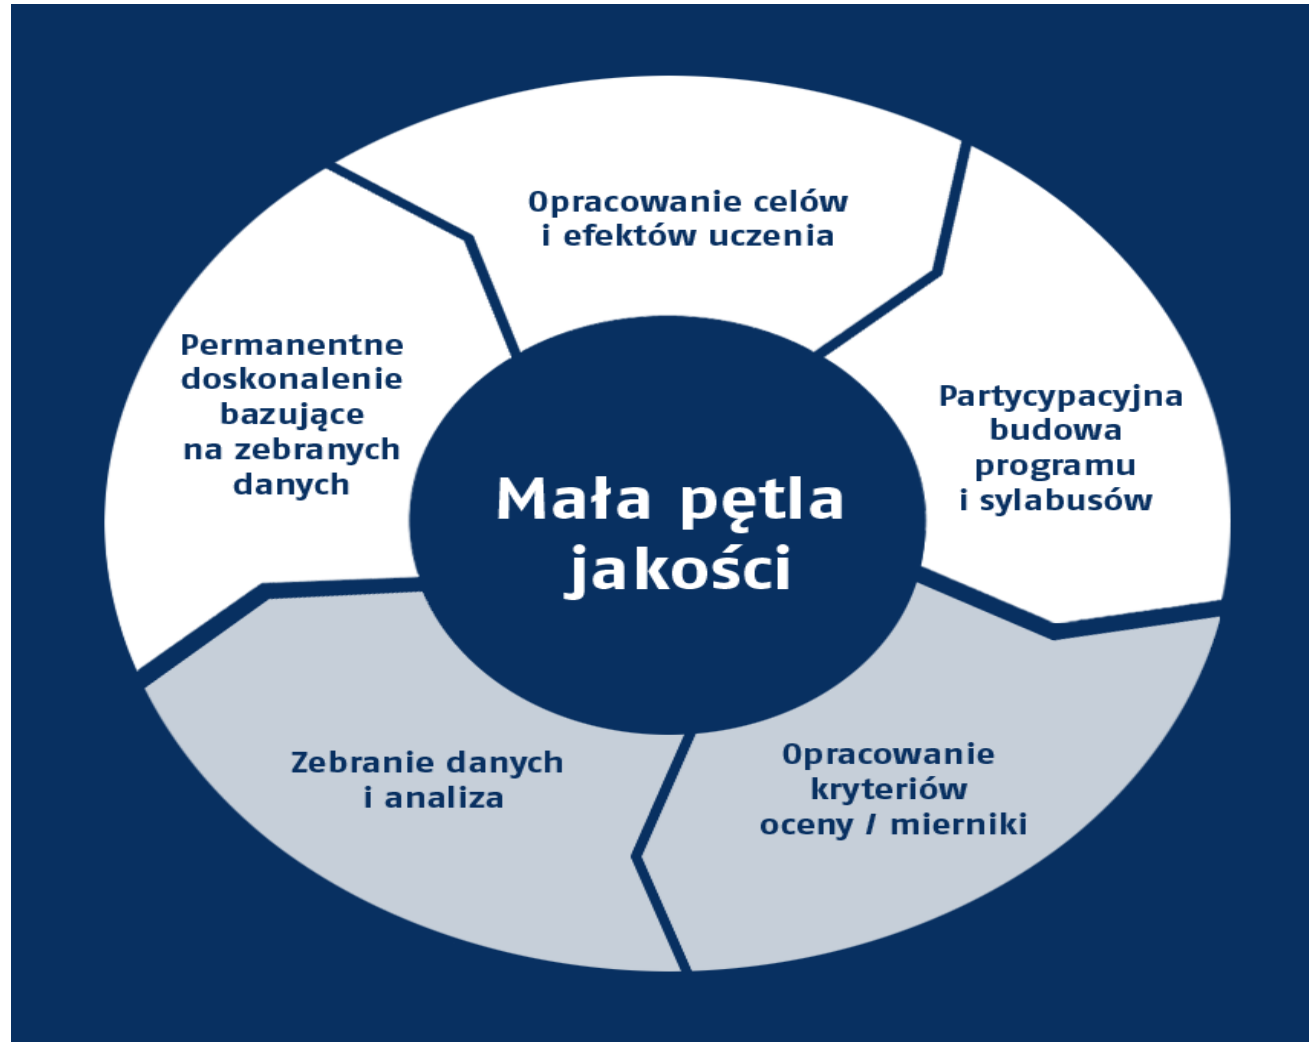 Opracowanie celów
i efektów uczenia
Partycypacyjna
budowa
programu
i sylabusów
Opracowanie
kryteriów
oceny / mierniki
Zebranie danych
i analiza
Permanentne
doskonalenie
bazujące
na zebranych
danych
Mała pętla
jakości